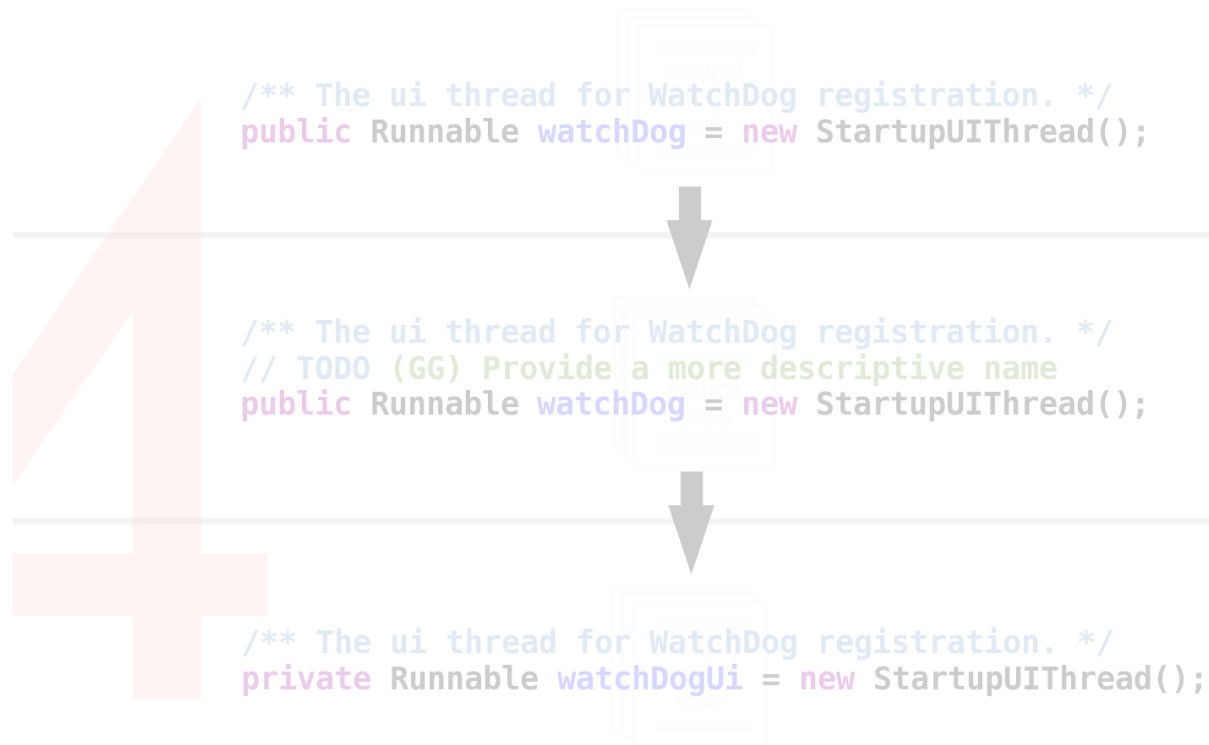 original
/** The ui thread for WatchDog registration. */
public Runnable watchDog = new StartupUIThread();
/** The ui thread for WatchDog registration. */
// TODO (GG) Provide a more descriptive name
public Runnable watchDog = new StartupUIThread();
/** The ui thread for WatchDog registration. */
private Runnable watchDogUi = new StartupUIThread();
4